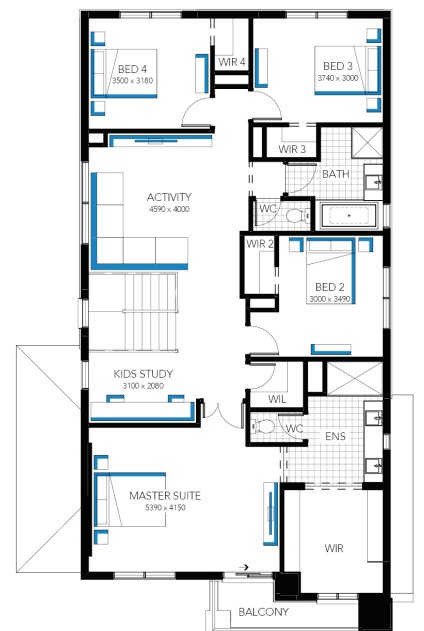 BED 4
3500 x 3180
WIR 4
BED 3
3740 x 3000
WIR 3
BATH
ACTIVITY
4590 x 4000
WC
WIR 2
BED 2
3000 x 3490
KIDS STUDY
3100 x 2080
WIL
WC
ENS
MASTER SUITE
5390 x 4150
WIR
BALCONY